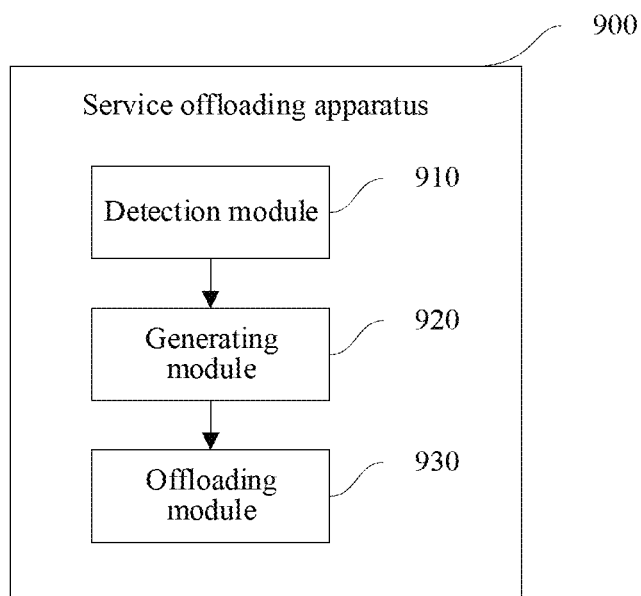 900
Service offloading apparatus
910
Detection module
920
Generating
module
930
Offloading
module